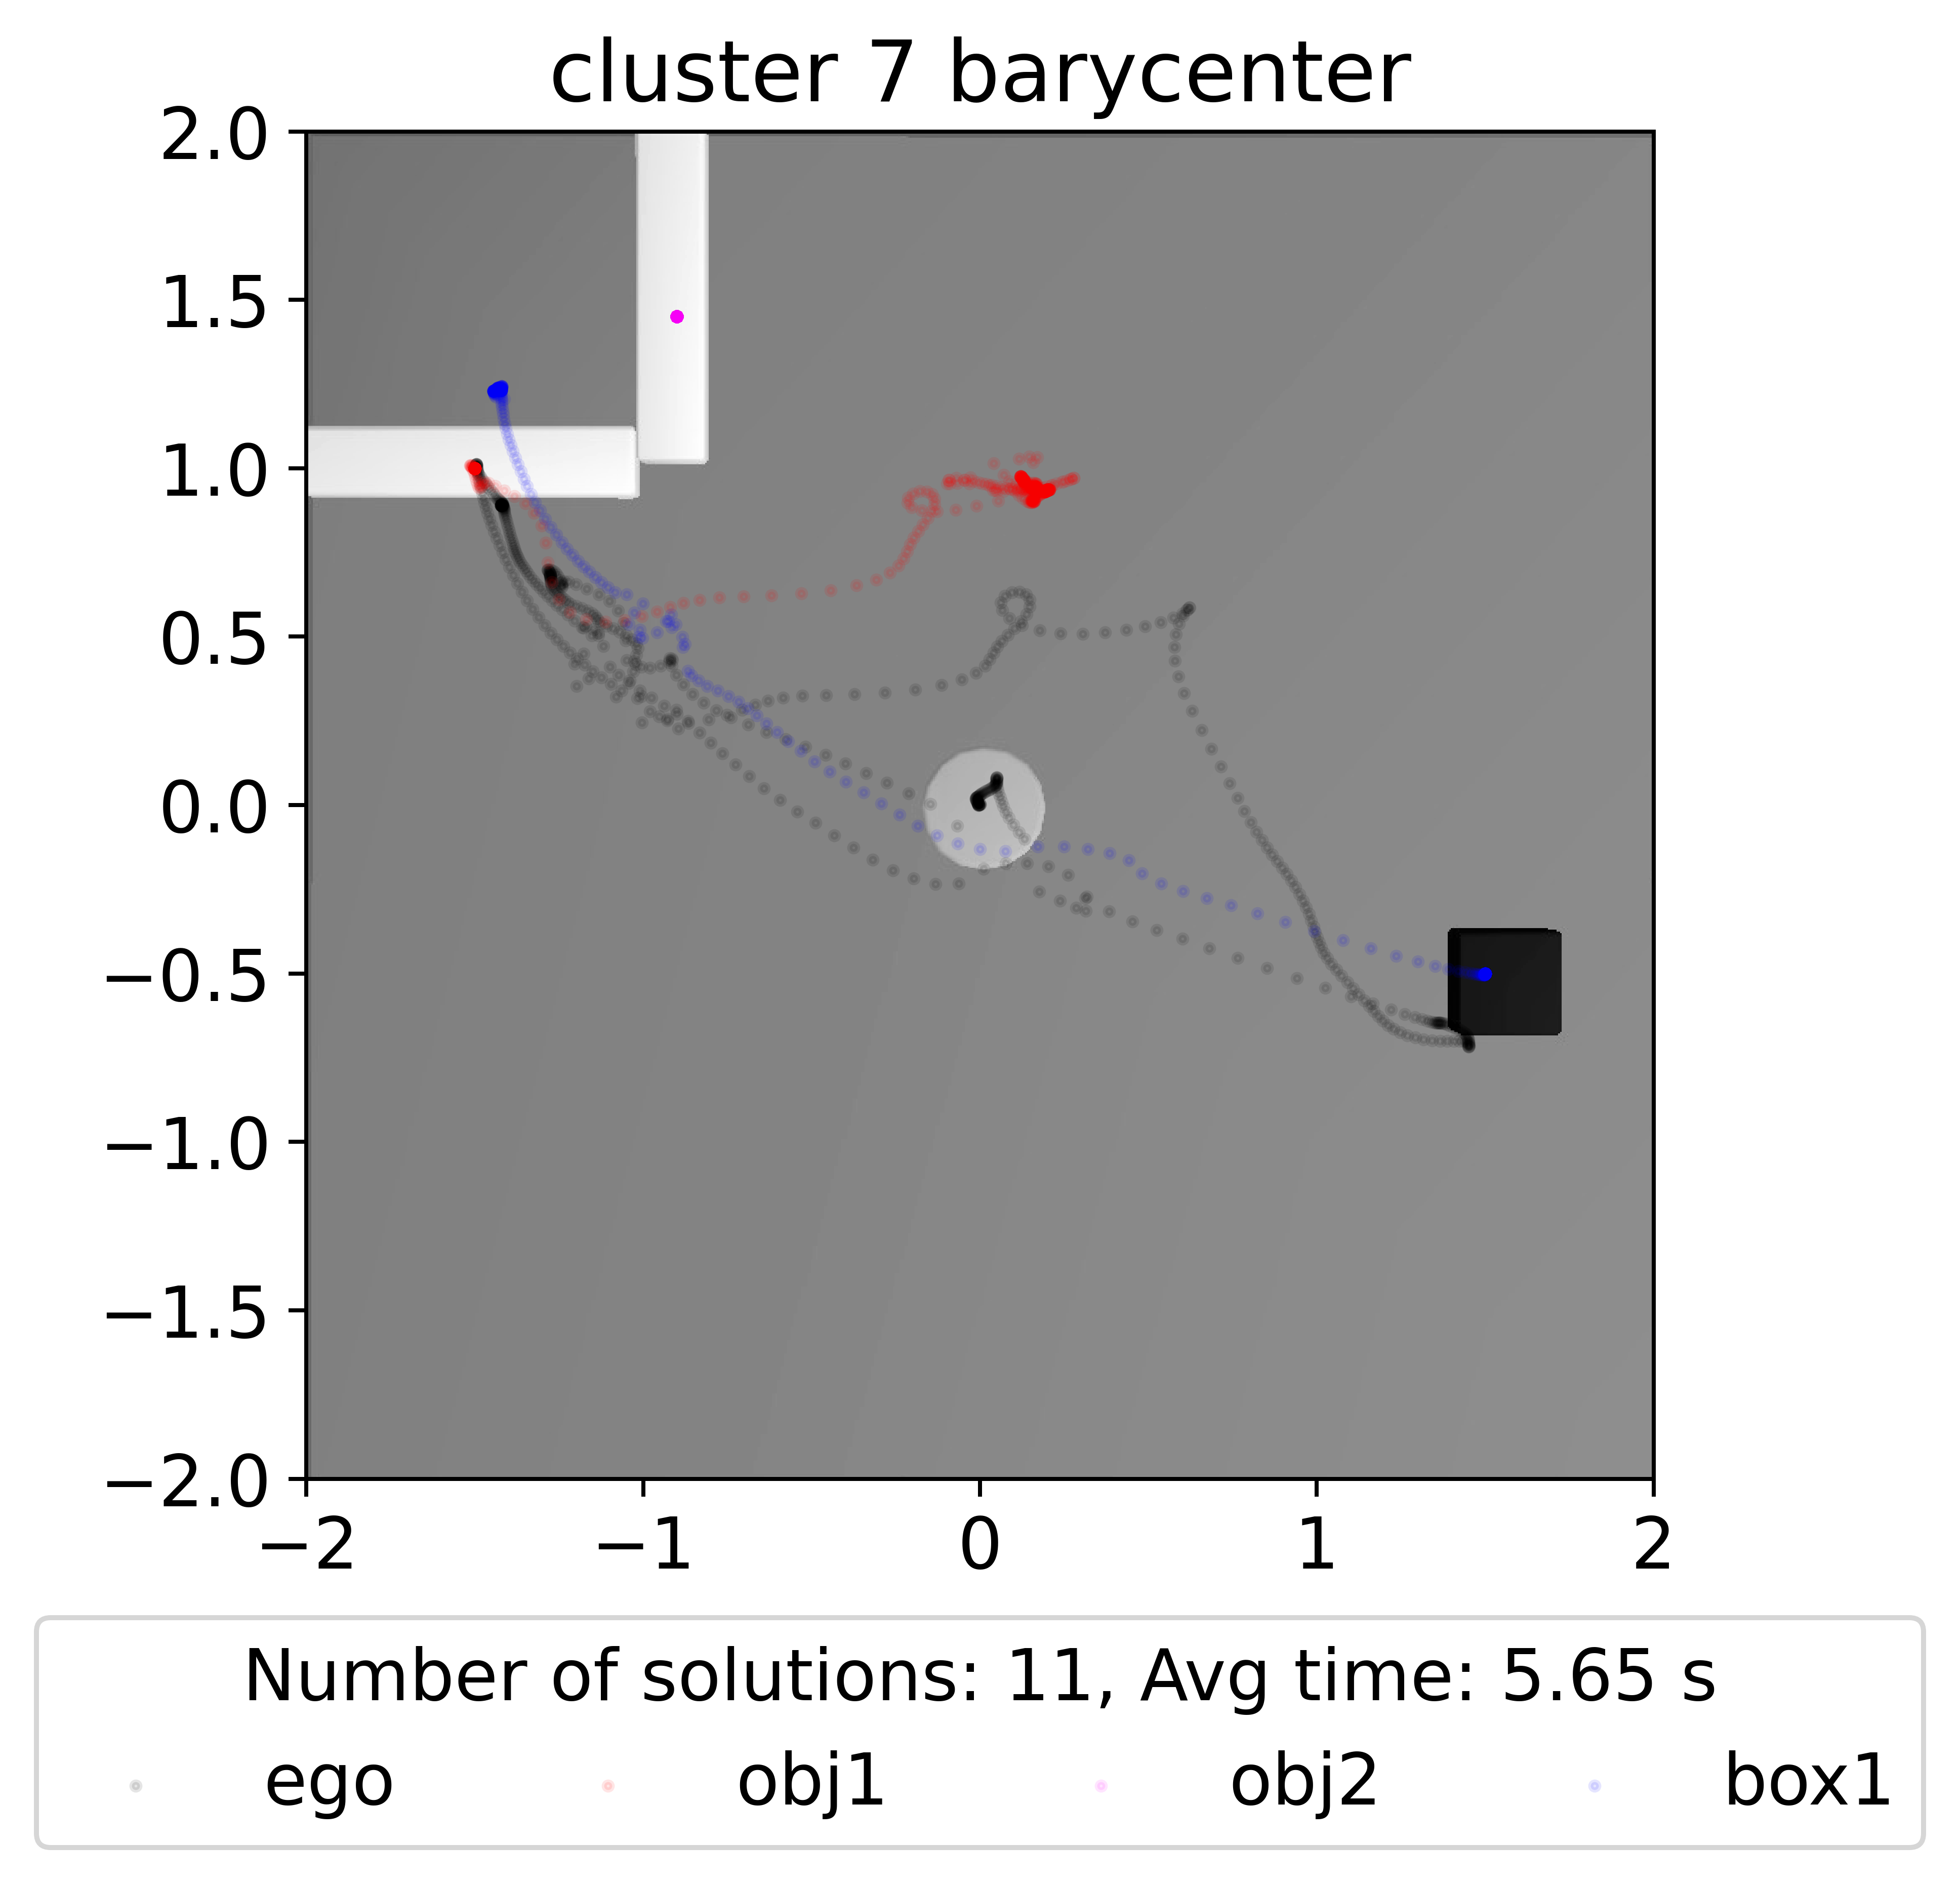 cluster 7 barycenter
2.0
1.5
1.0
0.5
0.0
−0.5
−1.0
−1.5
−2.0
−2 −1 0 1 2
Number of solutions: 11, Avg time: 5.65 s
ego obj1 obj2 box1